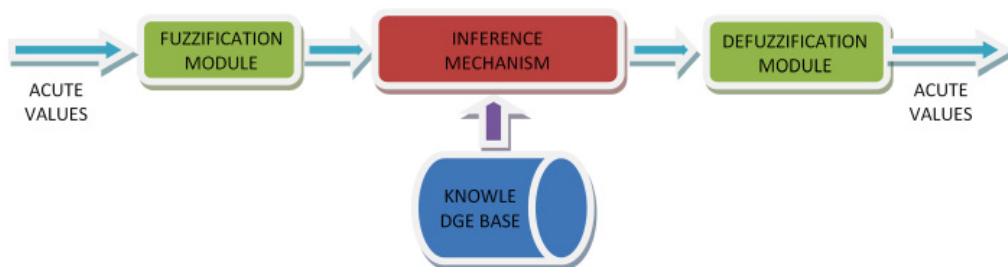 ACUTE
VALUES
FUZZIFICATION
MODULE
INFERENCE
MECHANISM
DEFUZZIFICATION
MODULE
ACUTE
VALUES
KNOWLE
DGE BASE